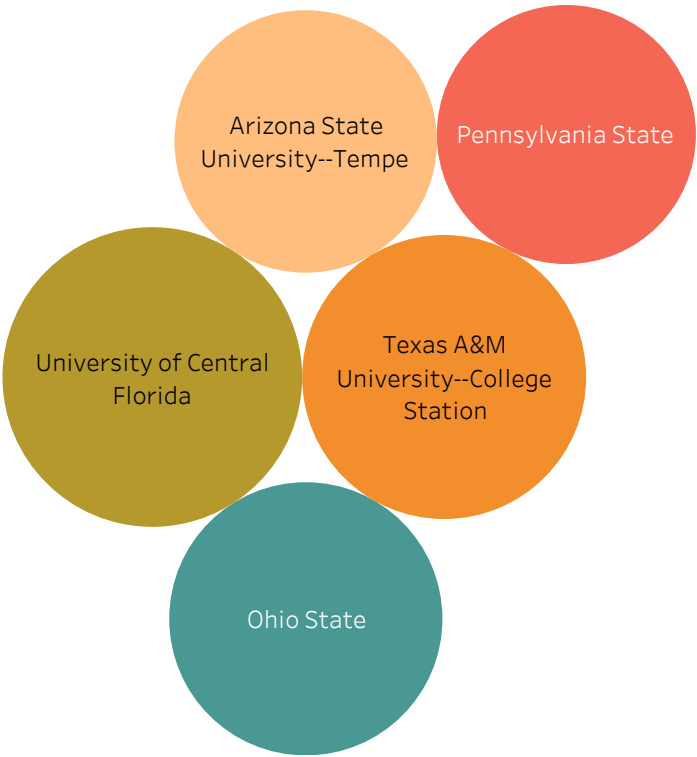 Arizona State
University--Tempe
Pennsylvania State
University of Central
Florida
Texas A&M
University--College
Station
Ohio State